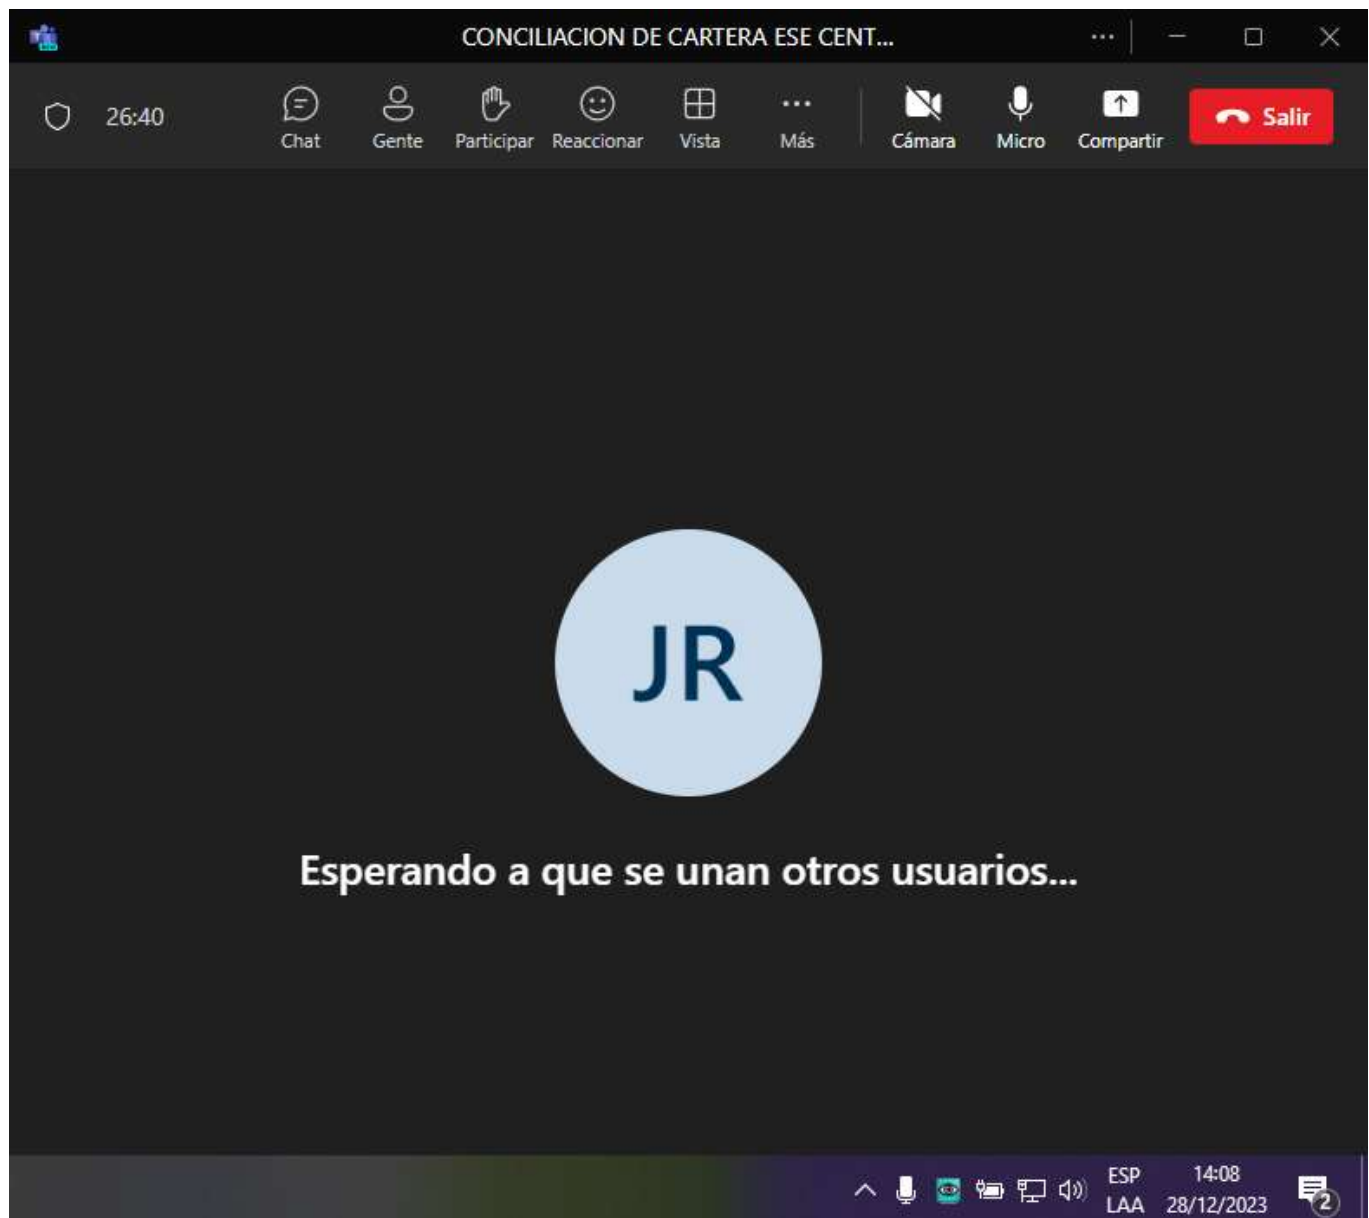 CONCILIACION DE CARTERA ESE CENT...
26:40
Chat Gente Participar Reaccionar Vista Más Cámara Micro Compartir Salir
JR
Esperando a que se unan otros usuarios...
ESP 14:08
LAA 28/12/2023 2